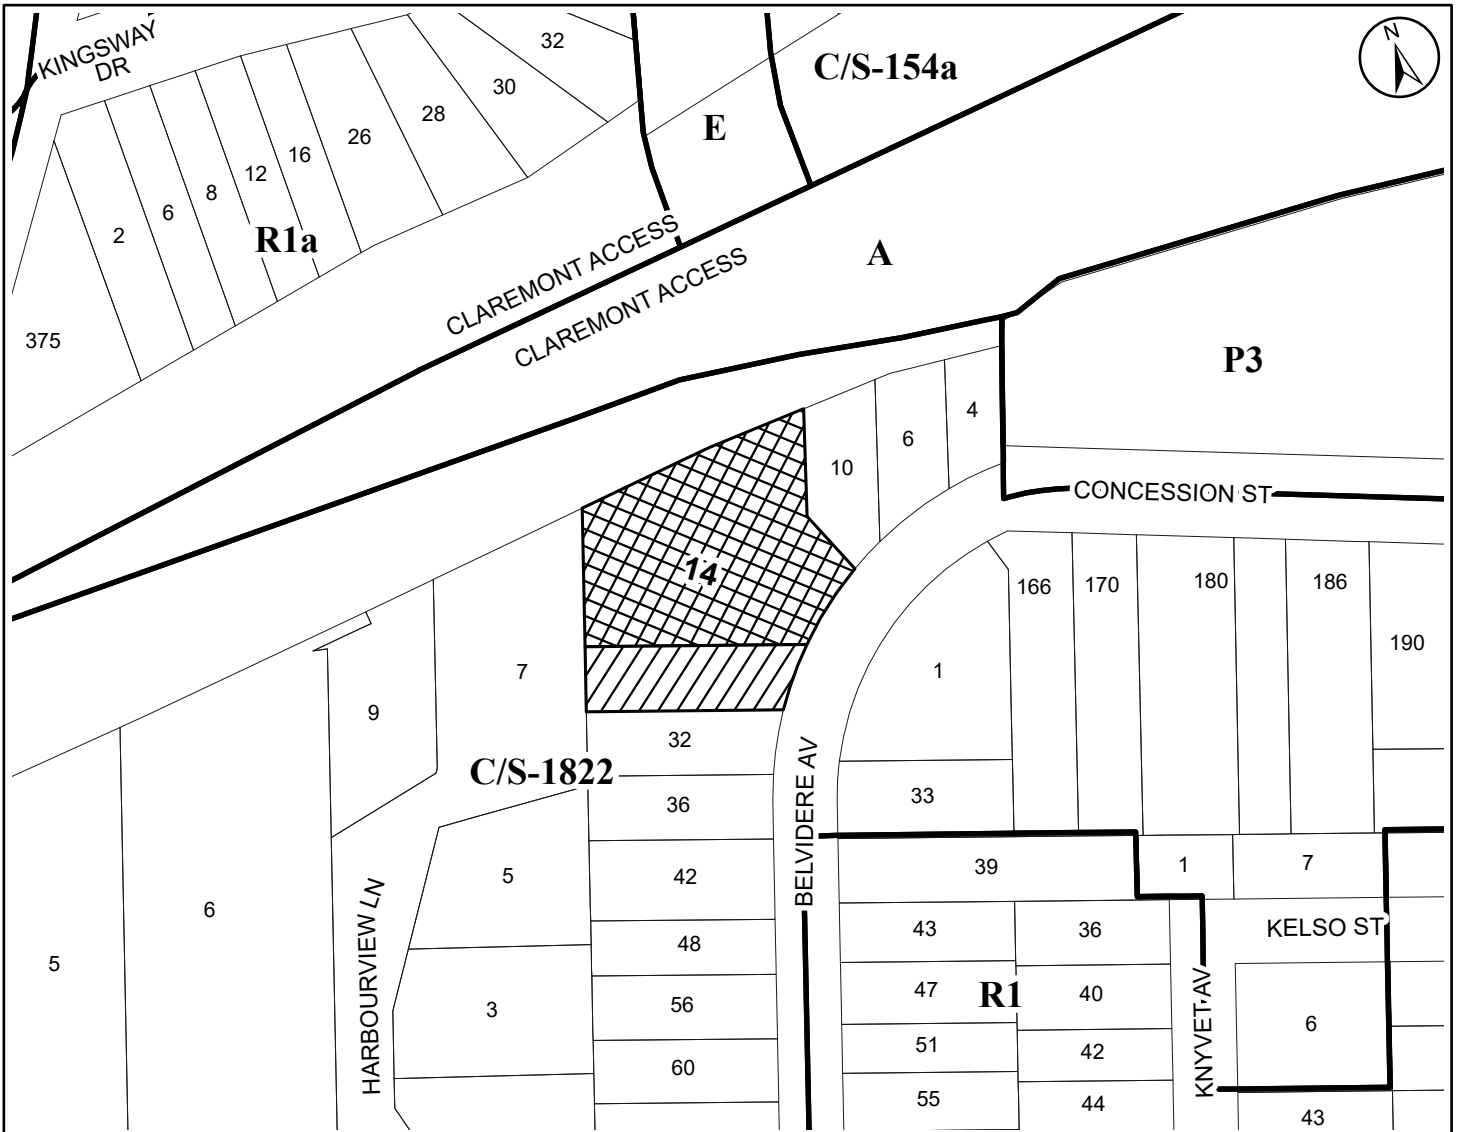 KINGSWAY
DR
32
C/S-154a
N
30
28
E
26
16
12
8
6
2
R1a
CLAREMONT ACCESS
CLAREMONT ACCESS
A
375
P3
4
6
10
CONCESSION ST
14
166
170
180
186
190
1
7
9
32
C/S-1822
36
33
BELVIDERE AV
39
1
7
5
42
6
43
36
KELSO ST
48
5
47
R1
40
HARBOURVIEW LN
3
56
KNYVET AV
6
51
42
60
55
44
43